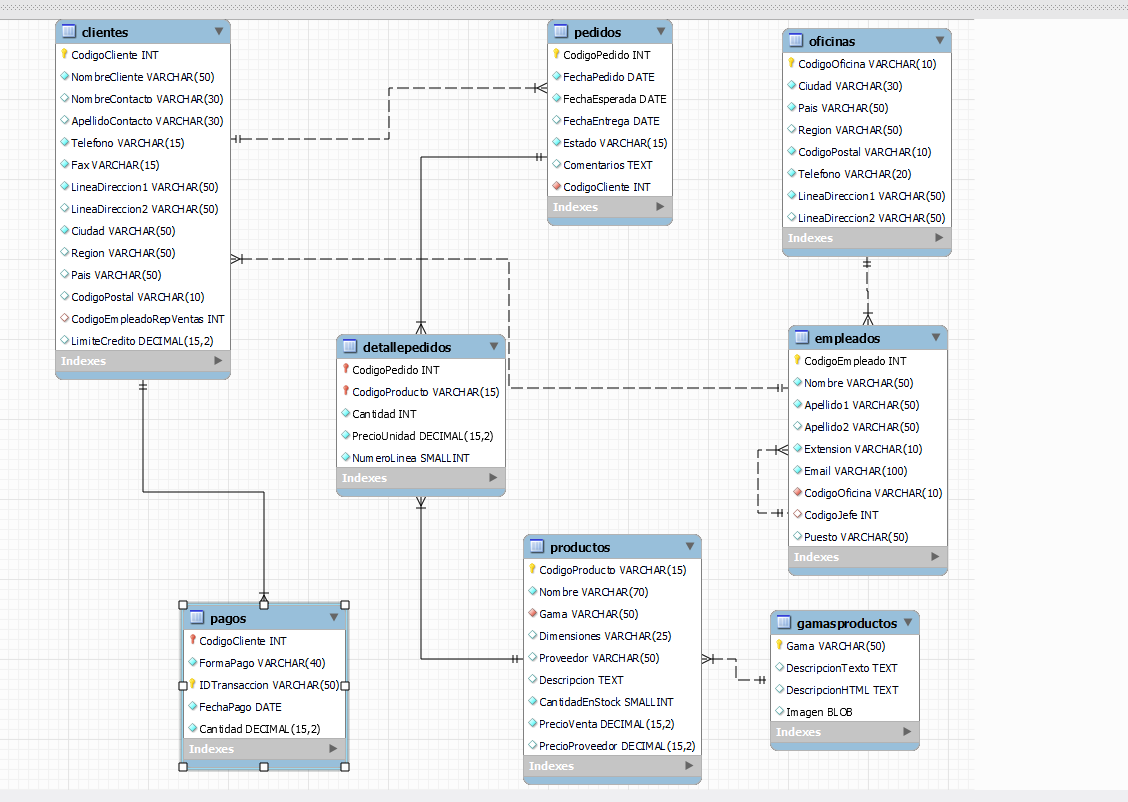 clientes
CodigoCliente INT
NombreCliente VARCHAR(50)
NombreContacto VARCHAR(30)
ApellidoContacto VARCHAR(30)
Telefono VARCHAR(15)
Fax VARCHAR(15)
LineaDireccion1 VARCHAR(50)
LineaDireccion2 VARCHAR(50)
Ciudad VARCHAR(50)
Region VARCHAR(50)
Pais VARCHAR(50)
CodigoPostal VARCHAR(10)
CodigoEmpleadoRepVentas INT
LimiteCredito DECIMAL(15,2)
Indexes
pedidos
CodigoPedido INT
FechaPedido DATE
FechaEsperada DATE
FechaEntrega DATE
Estado VARCHAR(15)
Comentarios TEXT
CodigoCliente INT
Indexes
oficinas
CodigoOficina VARCHAR(10)
Ciudad VARCHAR(30)
Pais VARCHAR(50)
Region VARCHAR(50)
CodigoPostal VARCHAR(10)
Telefono VARCHAR(20)
LineaDireccion1 VARCHAR(50)
LineaDireccion2 VARCHAR(50)
Indexes
detallepedidos
CodigoPedido INT
CodigoProducto VARCHAR(15)
Cantidad INT
PrecioUnidad DECIMAL(15,2)
NumeroLinea SMALLINT
Indexes
empleados
CodigoEmpleado INT
Nombre VARCHAR(50)
Apellido1 VARCHAR(50)
Apellido2 VARCHAR(50)
Extension VARCHAR(10)
Email VARCHAR(100)
CodigoOficina VARCHAR(10)
CodigoJefe INT
Puesto VARCHAR(50)
Indexes
pagos
CodigoCliente INT
FormaPago VARCHAR(40)
IDTransaccion VARCHAR(50)
FechaPago DATE
Cantidad DECIMAL(15,2)
Indexes
productos
CodigoProducto VARCHAR(15)
Nombre VARCHAR(70)
Gama VARCHAR(50)
Dimensiones VARCHAR(25)
Proveedor VARCHAR(50)
Descripcion TEXT
CantidadEnStock SMALLINT
PrecioVenta DECIMAL(15,2)
PrecioProveedor DECIMAL(15,2)
Indexes
gamasproductos
Gama VARCHAR(50)
DescripcionTexto TEXT
DescripcionHTML TEXT
Imagen BLOB
Indexes